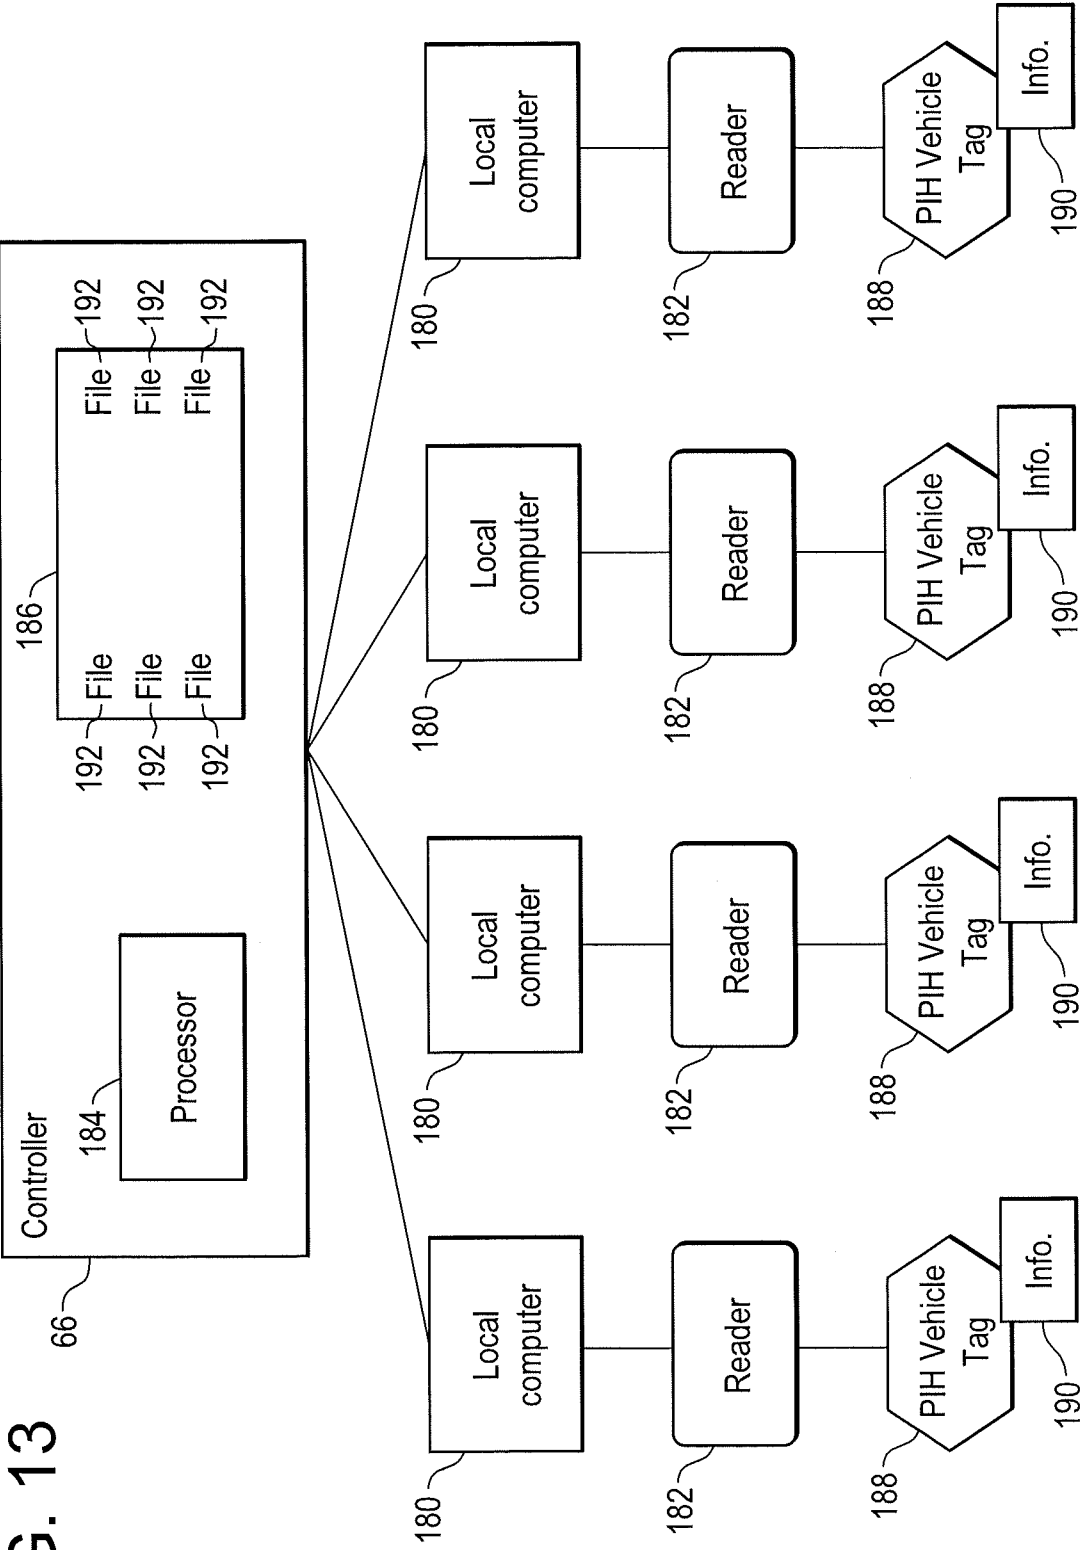 G. 13
66
Controller
184
Processor
186
192 File File 192
192 File File 192
192 File File 192
180
Local
computer
180
Local
computer
180
Local
computer
180
Local
computer
182
Reader
182
Reader
182
Reader
182
Reader
188
PIH Vehicle
Tag
190
Info.
188
PIH Vehicle
Tag
190
Info.
188
PIH Vehicle
Tag
190
Info.
188
PIH Vehicle
Tag
190
Info.